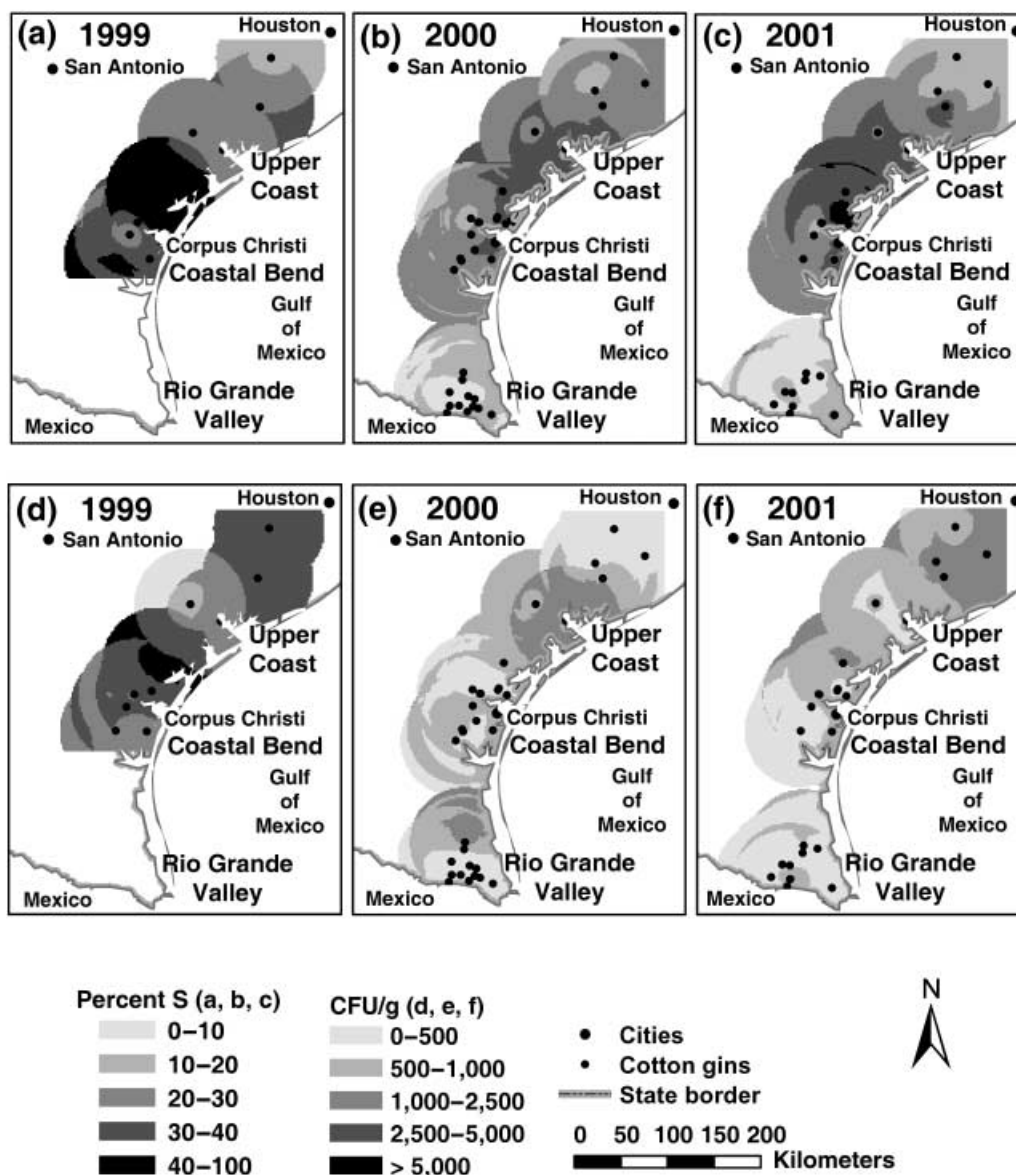 (a) 1999
Houston
San Antonio
Upper
Coast
Corpus Christi
Coastal Bend
Gulf
of
Mexico
Rio Grande
Valley
Mexico
(b) 2000
Houston
San Antonio
Upper
Coast
Corpus Christi
Coastal Bend
Gulf
of
Mexico
Rio Grande
Valley
Mexico
(c) 2001
Houston
San Antonio
Upper
Coast
Corpus Christi
Coastal Bend
Gulf
of
Mexico
Rio Grande
Valley
Mexico
(d) 1999
Houston
San Antonio
Upper
Coast
Corpus Christi
Coastal Bend
Gulf
of
Mexico
Rio Grande
Valley
Mexico
(e) 2000
Houston
San Antonio
Upper
Coast
Corpus Christi
Coastal Bend
Gulf
of
Mexico
Rio Grande
Valley
Mexico
(f) 2001
Houston
San Antonio
Upper
Coast
Corpus Christi
Coastal Bend
Gulf
of
Mexico
Rio Grande
Valley
Mexico
Percent S (a, b, c)
0–10
10–20
20–30
30–40
40–100
CFU/g (d, e, f)
0–500
500–1,000
1,000–2,500
2,500–5,000
> 5,000
Cities
Cotton gins
State border
0 50 100 150 200
Kilometers
N